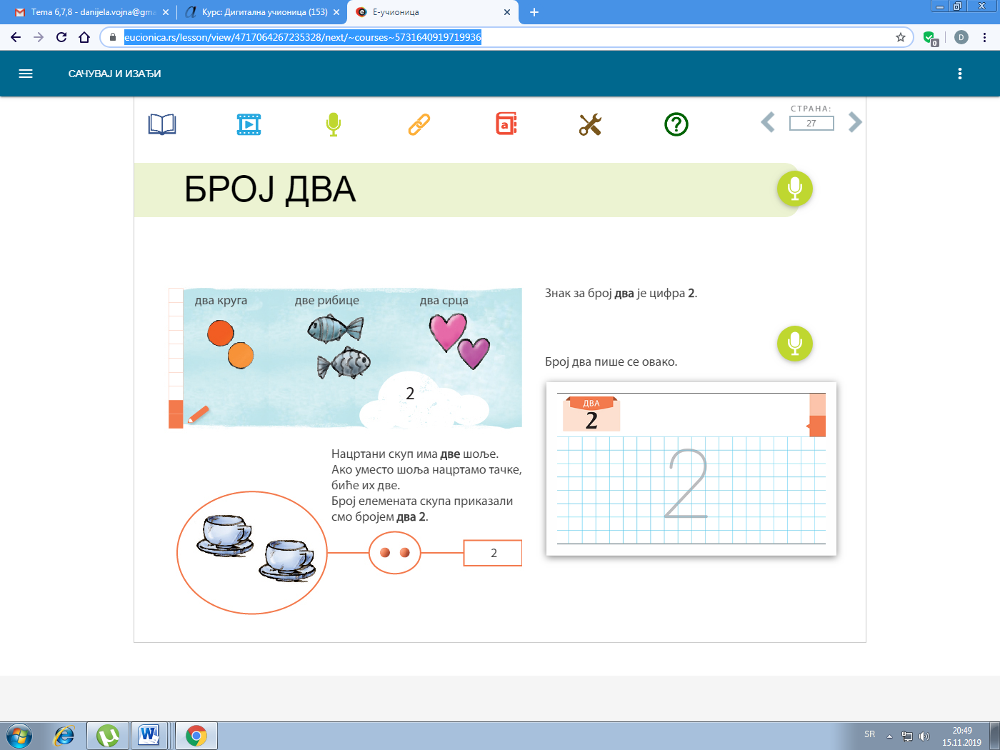 Tema 6,7,8 - danijela.vojna@gma
Курс: Дигитална учионица (153)
Е-учионица
eucionica.rs/lesson/view/4717064267235328/next/~courses~5731640919719936
0
D
САЧУВАЈ И ИЗАЂИ
a
?
СТРАНА:
27
БРОЈ ДВА
два круга
две рибице
два срца
2
Нацртани скуп има две шоље.
Ако уместо шоља нацртамо тачке,
биће их две.
Број елемената скупа приказали
смо бројем два 2.
2
Знак за број два је цифра 2.
Број два пише се овако.
ДВА
2
2
SR
20:49
15.11.2019